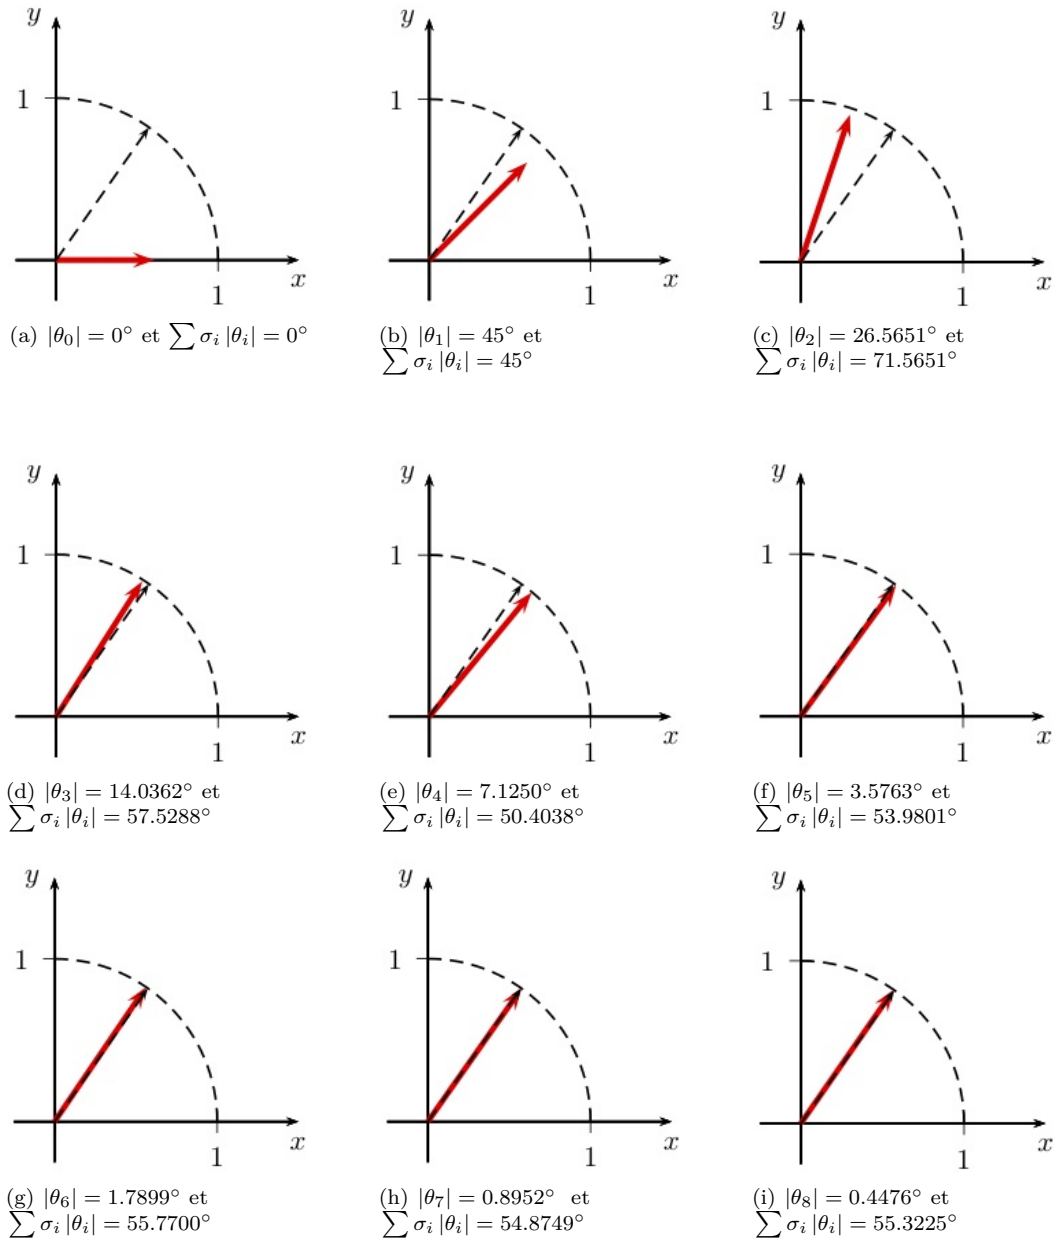 y
1
x
1
(a) |θ₀| = 0° et ∑ σᵢ |θᵢ| = 0°
y
1
x
1
(b) |θ₁| = 45° et
∑ σᵢ |θᵢ| = 45°
y
1
x
1
(c) |θ₂| = 26.5651° et
∑ σᵢ |θᵢ| = 71.5651°
y
1
x
1
(d) |θ₃| = 14.0362° et
∑ σᵢ |θᵢ| = 57.5288°
y
1
x
1
(e) |θ₄| = 7.1250° et
∑ σᵢ |θᵢ| = 50.4038°
y
1
x
1
(f) |θ₅| = 3.5763° et
∑ σᵢ |θᵢ| = 53.9801°
y
1
x
1
(g) |θ₆| = 1.7899° et
∑ σᵢ |θᵢ| = 55.7700°
y
1
x
1
(h) |θ₇| = 0.8952° et
∑ σᵢ |θᵢ| = 54.8749°
y
1
x
1
(i) |θ₈| = 0.4476° et
∑ σᵢ |θᵢ| = 55.3225°